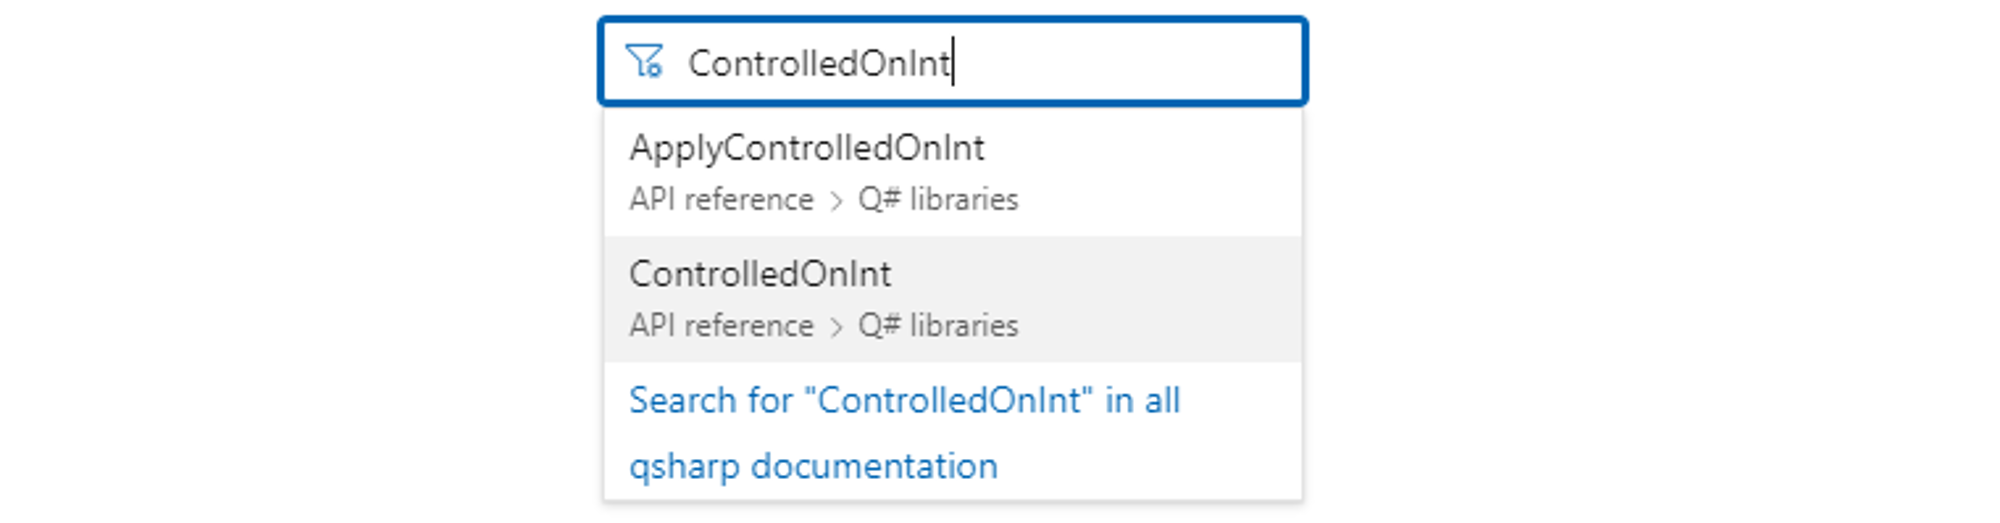 ControlledOnInt
ApplyControlledOnInt
API reference > Q# libraries
ControlledOnInt
API reference > Q# libraries
Search for "ControlledOnInt" in all
qsharp documentation